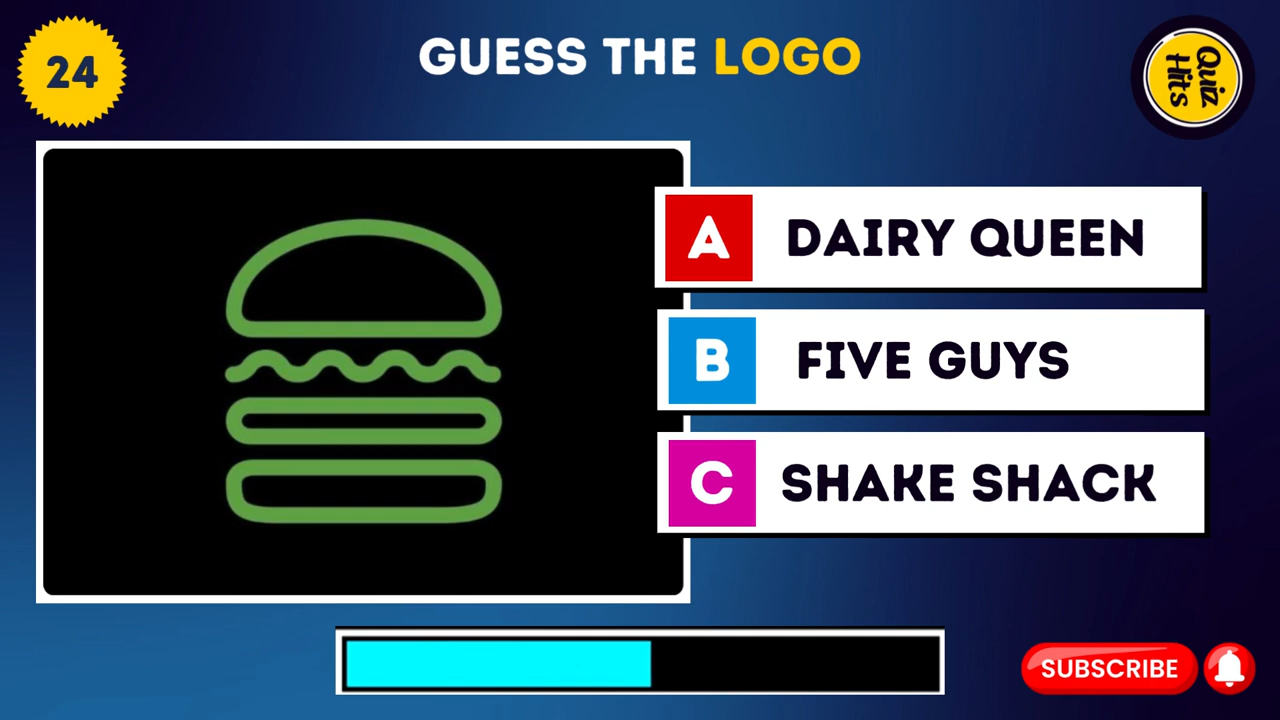 24
GUESS THE LOGO
Quiz
Hits
A DAIRY QUEEN
B FIVE GUYS
C SHAKE SHACK
SUBSCRIBE